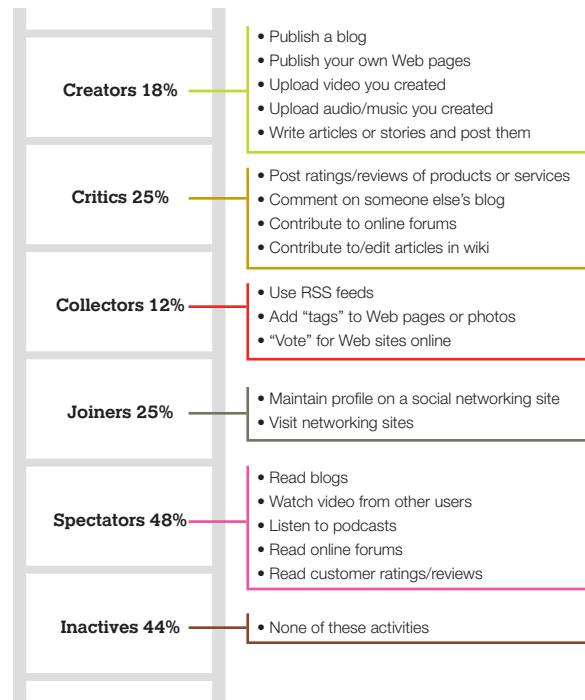 Creators 18%
• Publish a blog
• Publish your own Web pages
• Upload video you created
• Upload audio/music you created
• Write articles or stories and post them
Critics 25%
• Post ratings/reviews of products or services
• Comment on someone else’s blog
• Contribute to online forums
• Contribute to/edit articles in wiki
Collectors 12%
• Use RSS feeds
• Add “tags” to Web pages or photos
• “Vote” for Web sites online
Joiners 25%
• Maintain profile on a social networking site
• Visit networking sites
Spectators 48%
• Read blogs
• Watch video from other users
• Listen to podcasts
• Read online forums
• Read customer ratings/reviews
Inactives 44%
• None of these activities